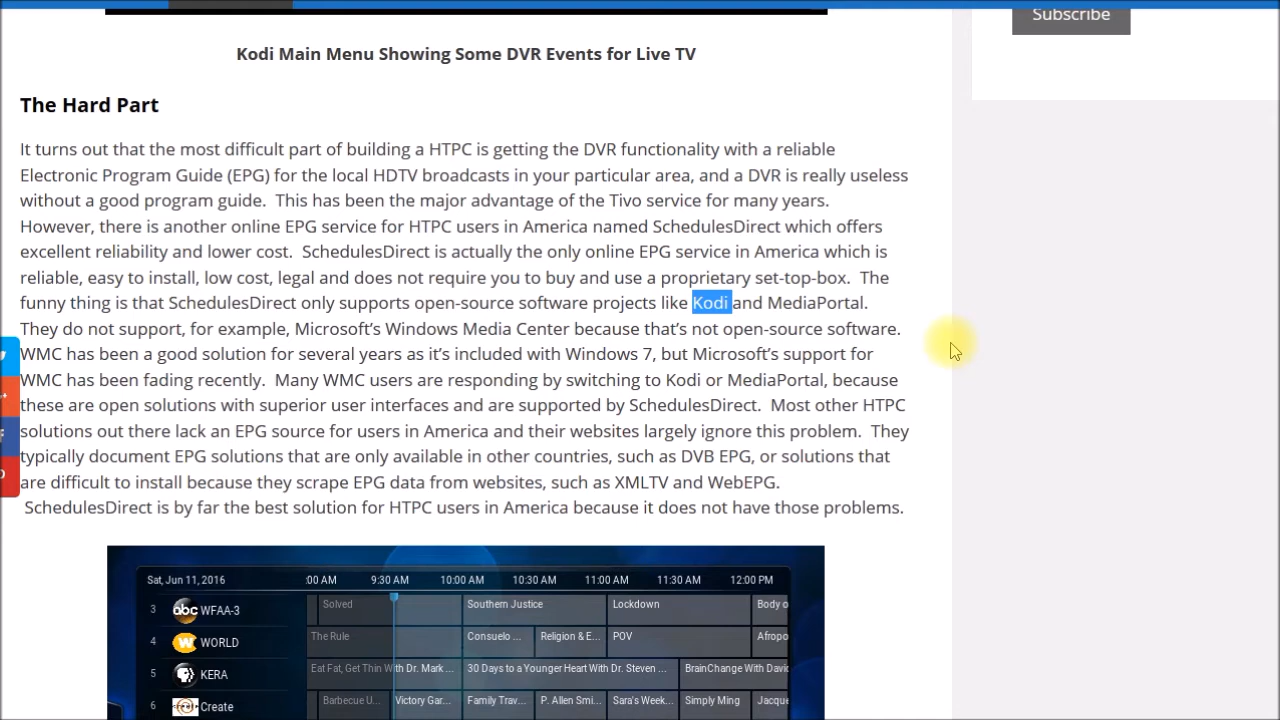 Subscribe
Kodi Main Menu Showing Some DVR Events for Live TV
The Hard Part
It turns out that the most difficult part of building a HTPC is getting the DVR functionality with a reliable
Electronic Program Guide (EPG) for the local HDTV broadcasts in your particular area, and a DVR is really useless
without a good program guide.  This has been the major advantage of the Tivo service for many years.
However, there is another online EPG service for HTPC users in America named SchedulesDirect which offers
excellent reliability and lower cost.  SchedulesDirect is actually the only online EPG service in America which is
reliable, easy to install, low cost, legal and does not require you to buy and use a proprietary set-top-box.  The
funny thing is that SchedulesDirect only supports open-source software projects like Kodi and MediaPortal.
They do not support, for example, Microsoft's Windows Media Center because that's not open-source software.
WMC has been a good solution for several years as it's included with Windows 7, but Microsoft's support for
WMC has been fading recently.  Many WMC users are responding by switching to Kodi or MediaPortal, because
these are open solutions with superior user interfaces and are supported by SchedulesDirect.  Most other HTPC
solutions out there lack an EPG source for users in America and their websites largely ignore this problem.  They
typically document EPG solutions that are only available in other countries, such as DVB EPG, or solutions that
are difficult to install because they scrape EPG data from websites, such as XMLTV and WebEPG.
SchedulesDirect is by far the best solution for HTPC users in America because it does not have those problems.
Sat, Jun 11, 2016 :00 AM 9:30 AM 10:00 AM 10:30 AM 11:00 AM 11:30 AM 12:00 PM
3 abc WFAA-3 Solved Southern Justice Lockdown Body o
4 W WORLD The Rule Consuelo ... Religion & E... POV Afropo
5 KERA Eat Fat, Get Thin With Dr. Mark ... 30 Days to a Younger Heart With Dr. Steven ... BrainChange With David
6 Create Barbecue U... Victory Gar... Family Trav... P. Allen Smi... Sara's Week... Simply Ming Jacque